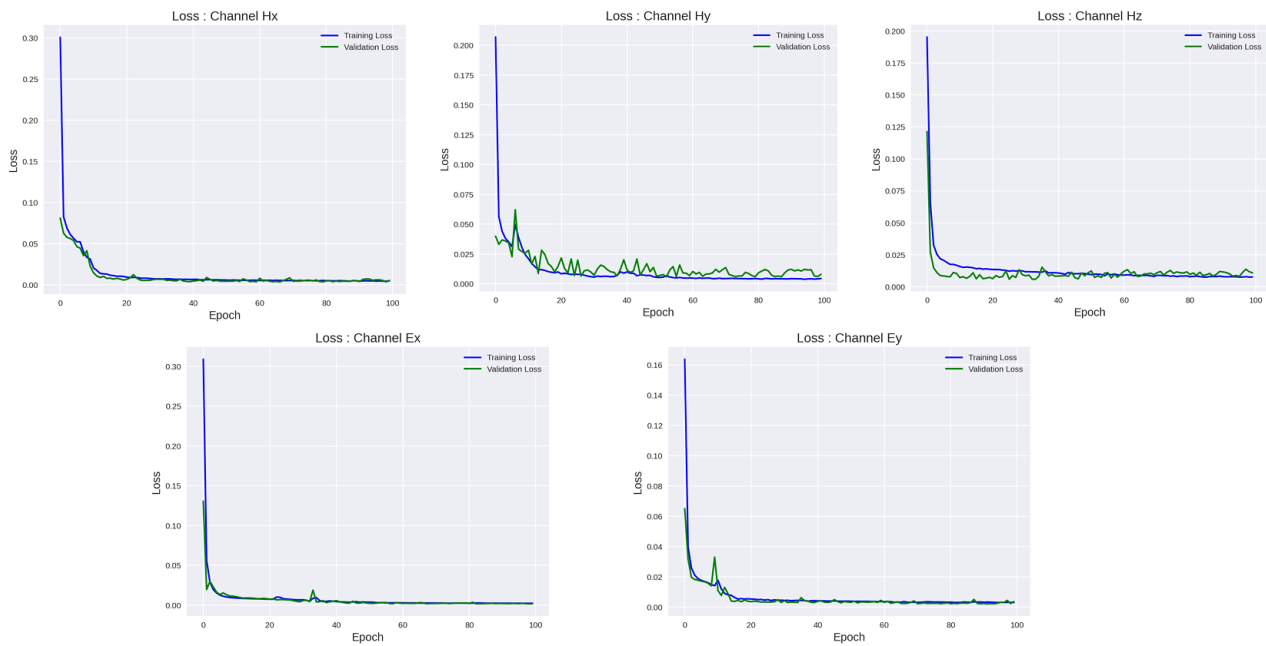 Loss : Channel Hx
Training Loss
Validation Loss
0.30
0.25
0.20
0.15
0.10
0.05
0.00
Loss
0 20 40 60 80 100
Epoch
Loss : Channel Hy
Training Loss
Validation Loss
0.200
0.175
0.150
0.125
0.100
0.075
0.050
0.025
0.000
Loss
0 20 40 60 80 100
Epoch
Loss : Channel Hz
Training Loss
Validation Loss
0.200
0.175
0.150
0.125
0.100
0.075
0.050
0.025
0.000
Loss
0 20 40 60 80 100
Epoch
Loss : Channel Ex
Training Loss
Validation Loss
0.30
0.25
0.20
0.15
0.10
0.05
0.00
Loss
0 20 40 60 80 100
Epoch
Loss : Channel Ey
Training Loss
Validation Loss
0.16
0.14
0.12
0.10
0.08
0.06
0.04
0.02
0.00
Loss
0 20 40 60 80 100
Epoch